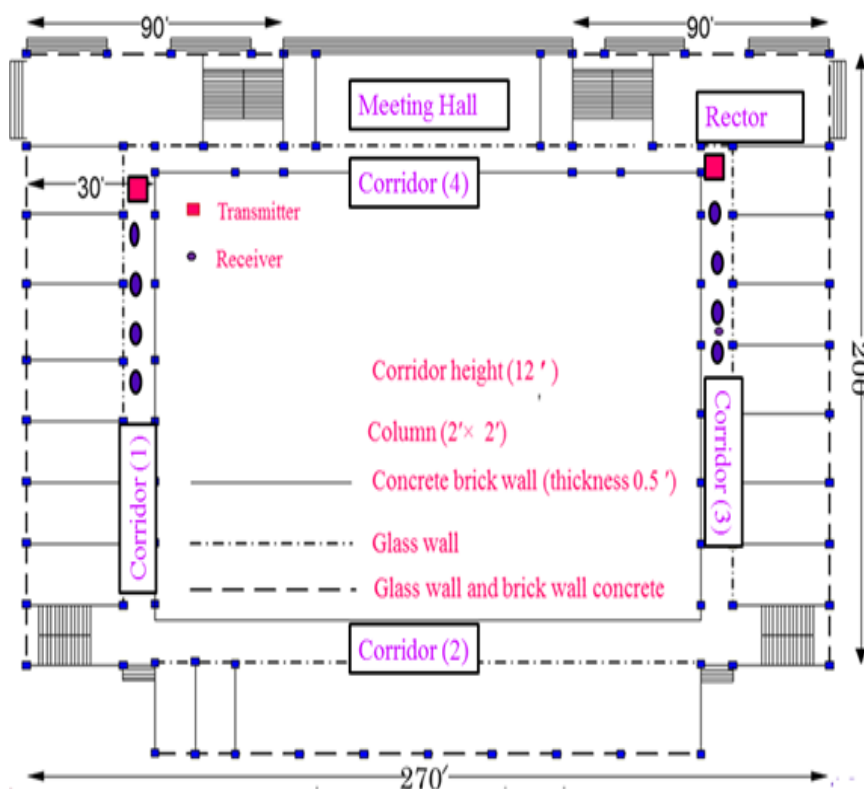 90'
90'
Meeting Hall
Rector
30'
Corridor (4)
Transmitter
Receiver
200'
Corridor height (12 ′ )
Column (2′× 2′)
Concrete brick wall (thickness 0.5 ′)
Glass wall
Glass wall and brick wall concrete
Corridor (1)
Corridor (3)
Corridor (2)
270′